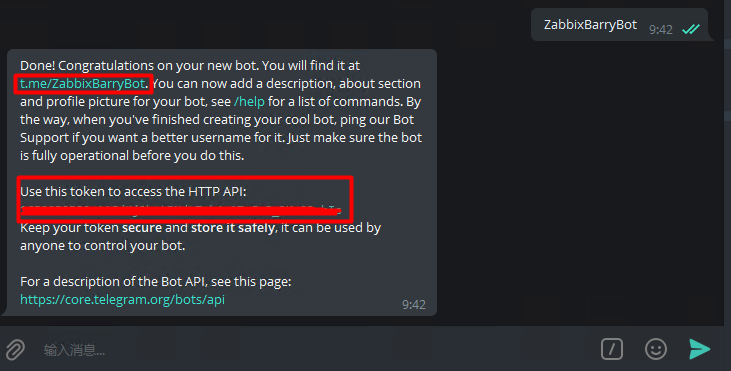 ZabbixBarryBot
9:42
Done! Congratulations on your new bot. You will find it at
t.me/ZabbixBarryBot. You can now add a description, about section
and profile picture for your bot, see /help for a list of commands. By
the way, when you've finished creating your cool bot, ping our Bot
Support if you want a better username for it. Just make sure the bot
is fully operational before you do this.
Use this token to access the HTTP API:
Keep your token secure and store it safely, it can be used by
anyone to control your bot.
For a description of the Bot API, see this page:
https://core.telegram.org/bots/api
9:42
输入消息...